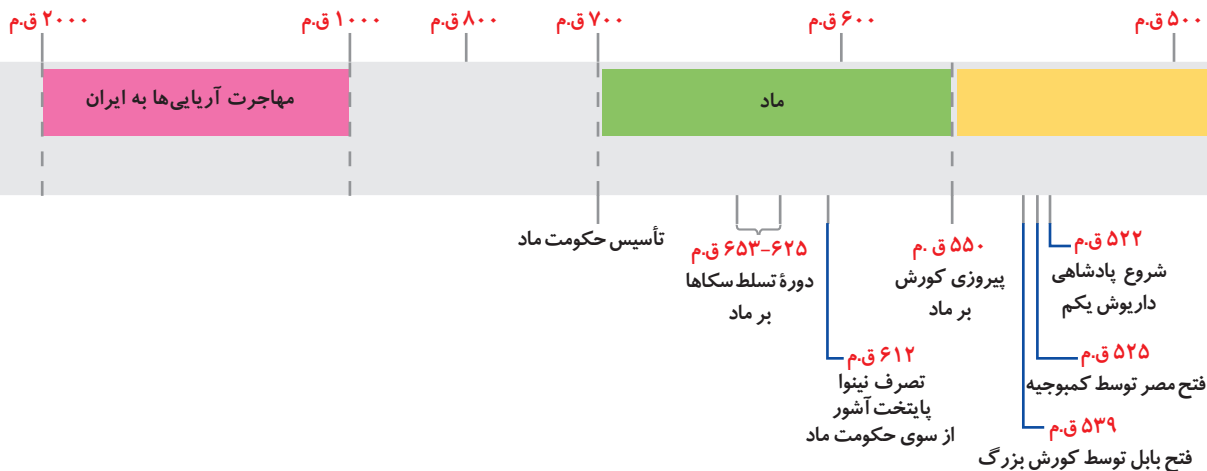 ۲۰۰۰ ق.م
۱۰۰۰ ق.م
۸۰۰ ق.م
۷۰۰ ق.م
۶۰۰ ق.م
۵۰۰ ق.م
مهاجرت آریایی‌ها به ایران
ماد
تأسیس حکومت ماد
۶۲۵-۶۵۳ ق.م
دورهٔ تسلط سکاها
بر ماد
۶۱۲ ق.م
تصرف نینوا
پایتخت آشور
از سوی حکومت ماد
۵۵۰ ق .م
پیروزی کورش
بر ماد
۵۲۲ ق.م
شروع پادشاهی
داریوش یکم
۵۲۵ ق.م
فتح مصر توسط کمبوجیه
۵۳۹ ق.م
فتح بابل توسط کورش بزرگ